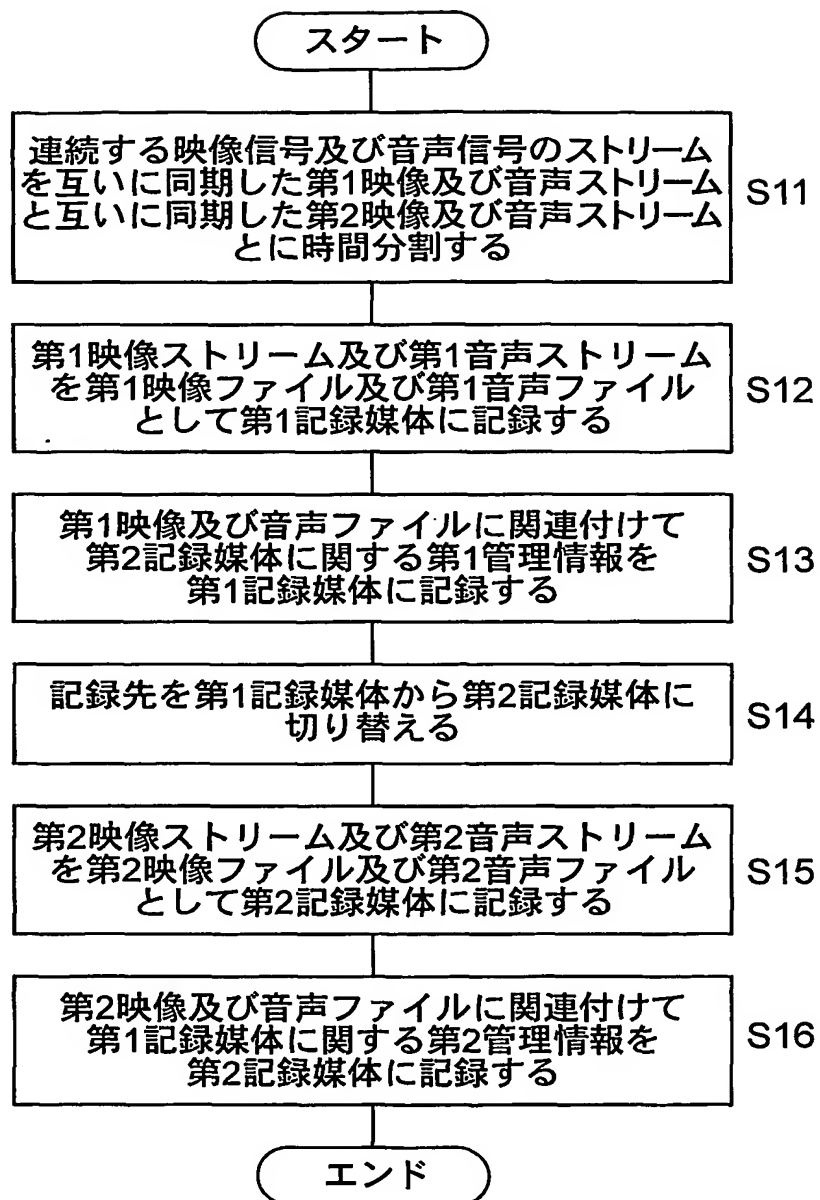 スタート
連続する映像信号及び音声信号のストリーム
を互いに同期した第1映像及び音声ストリーム
と互いに同期した第2映像及び音声ストリーム
とに時間分割する
S11
第1映像ストリーム及び第1音声ストリーム
を第1映像ファイル及び第1音声ファイル
として第1記録媒体に記録する
S12
第1映像及び音声ファイルに関連付けて
第2記録媒体に関する第1管理情報を
第1記録媒体に記録する
S13
記録先を第1記録媒体から第2記録媒体に
切り替える
S14
第2映像ストリーム及び第2音声ストリーム
を第2映像ファイル及び第2音声ファイル
として第2記録媒体に記録する
S15
第2映像及び音声ファイルに関連付けて
第1記録媒体に関する第2管理情報を
第2記録媒体に記録する
S16
エンド